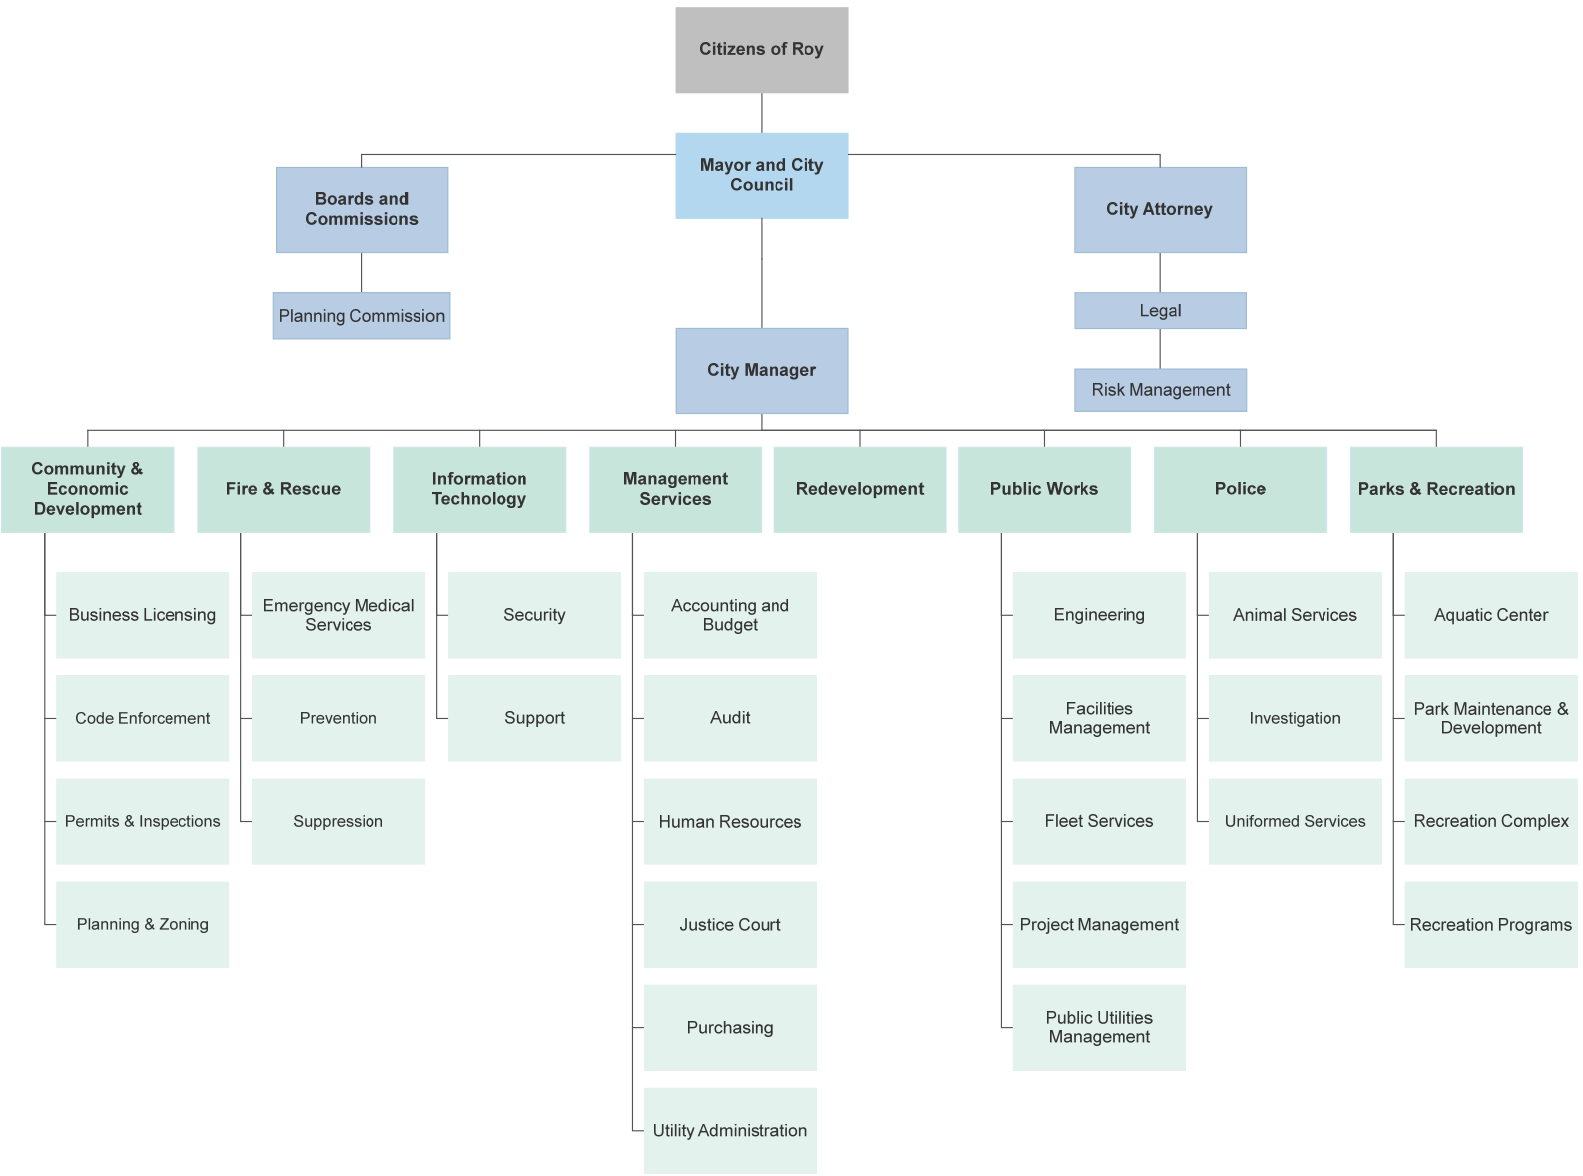 Citizens of Roy
Mayor and City
Council
Boards and
Commissions
City Attorney
Planning Commission
Legal
City Manager
Risk Management
Community &
Economic
Development
Fire & Rescue
Information
Technology
Management
Services
Redevelopment
Public Works
Police
Parks & Recreation
Business Licensing
Code Enforcement
Permits & Inspections
Planning & Zoning
Emergency Medical
Services
Prevention
Suppression
Security
Support
Accounting and
Budget
Audit
Human Resources
Justice Court
Purchasing
Utility Administration
Engineering
Facilities
Management
Fleet Services
Project Management
Public Utilities
Management
Animal Services
Investigation
Uniformed Services
Aquatic Center
Park Maintenance &
Development
Recreation Complex
Recreation Programs